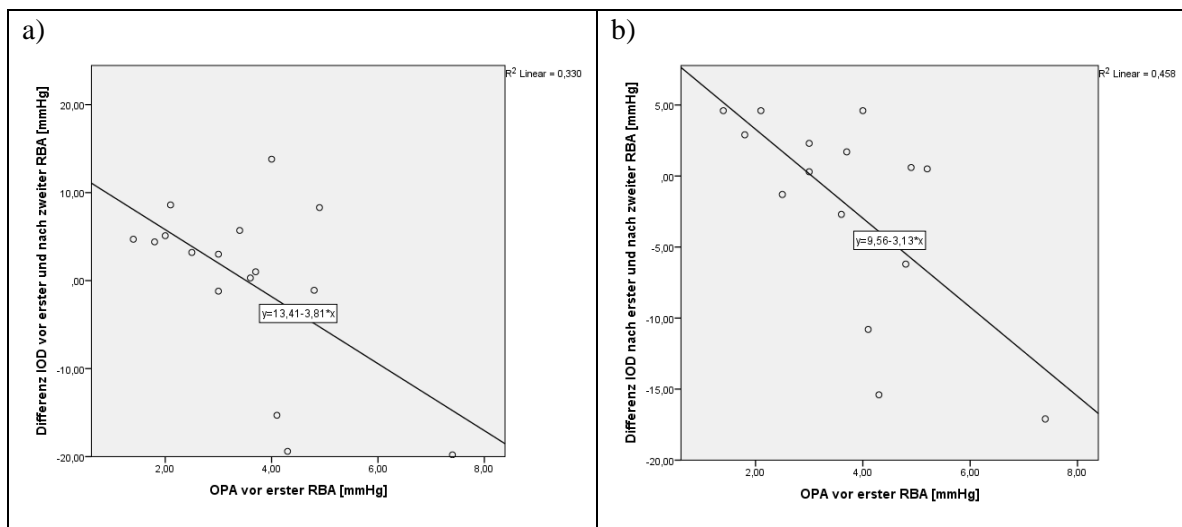 a)
R² Linear = 0,330
Differenz IOD vor erster und nach zweiter RBA [mmHg]
20,00
10,00
,00
-10,00
-20,00
y=13,41-3,81*x
2,00 4,00 6,00 8,00
OPA vor erster RBA [mmHg]
b)
R² Linear = 0,458
Differenz IOD nach erster und nach zweiter RBA [mmHg]
5,00
,00
-5,00
-10,00
-15,00
-20,00
y=9,56-3,13*x
2,00 4,00 6,00 8,00
OPA vor erster RBA [mmHg]